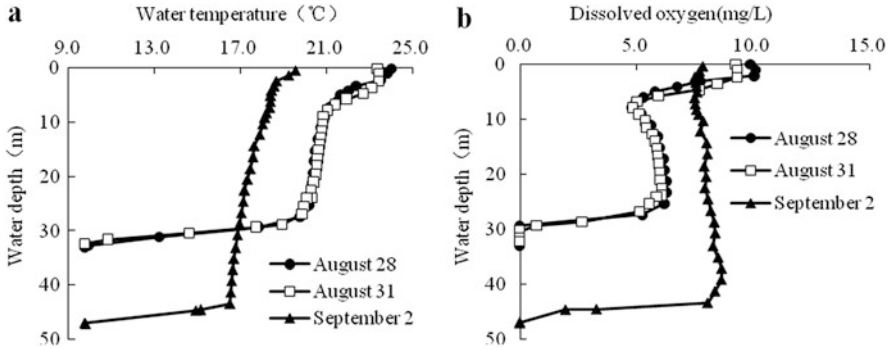 a
Water temperature（℃）
9.0 13.0 17.0 21.0 25.0
0
10
20
30
40
50
Water depth（m）
August 28
August 31
September 2
b
Dissolved oxygen(mg/L)
0.0 5.0 10.0 15.0
0
10
20
30
40
50
Water depth（m）
August 28
August 31
September 2